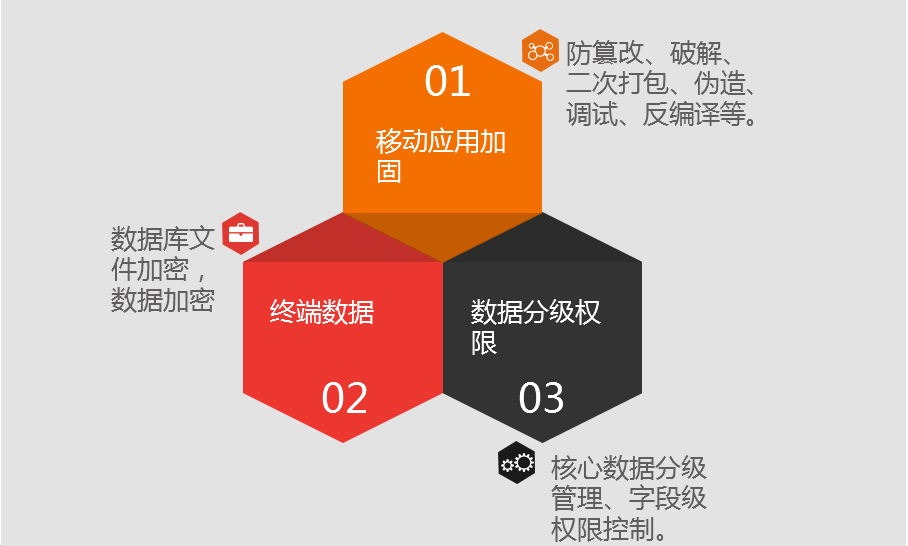 01
移动应用加
固
防篡改、破解、
二次打包、伪造、
调试、反编译等。
数据库文
件加密，
数据加密
终端数据
02
数据分级权
限
03
核心数据分级
管理、字段级
权限控制。